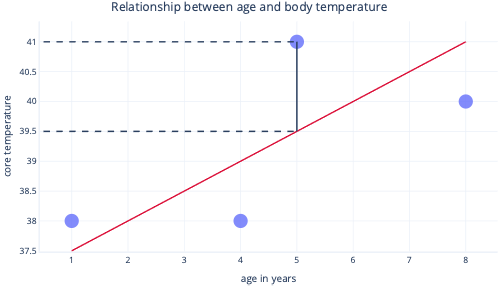 Relationship between age and body temperature
core temperature
41
40.5
40
39.5
39
38.5
38
37.5
1 2 3 4 5 6 7 8
age in years